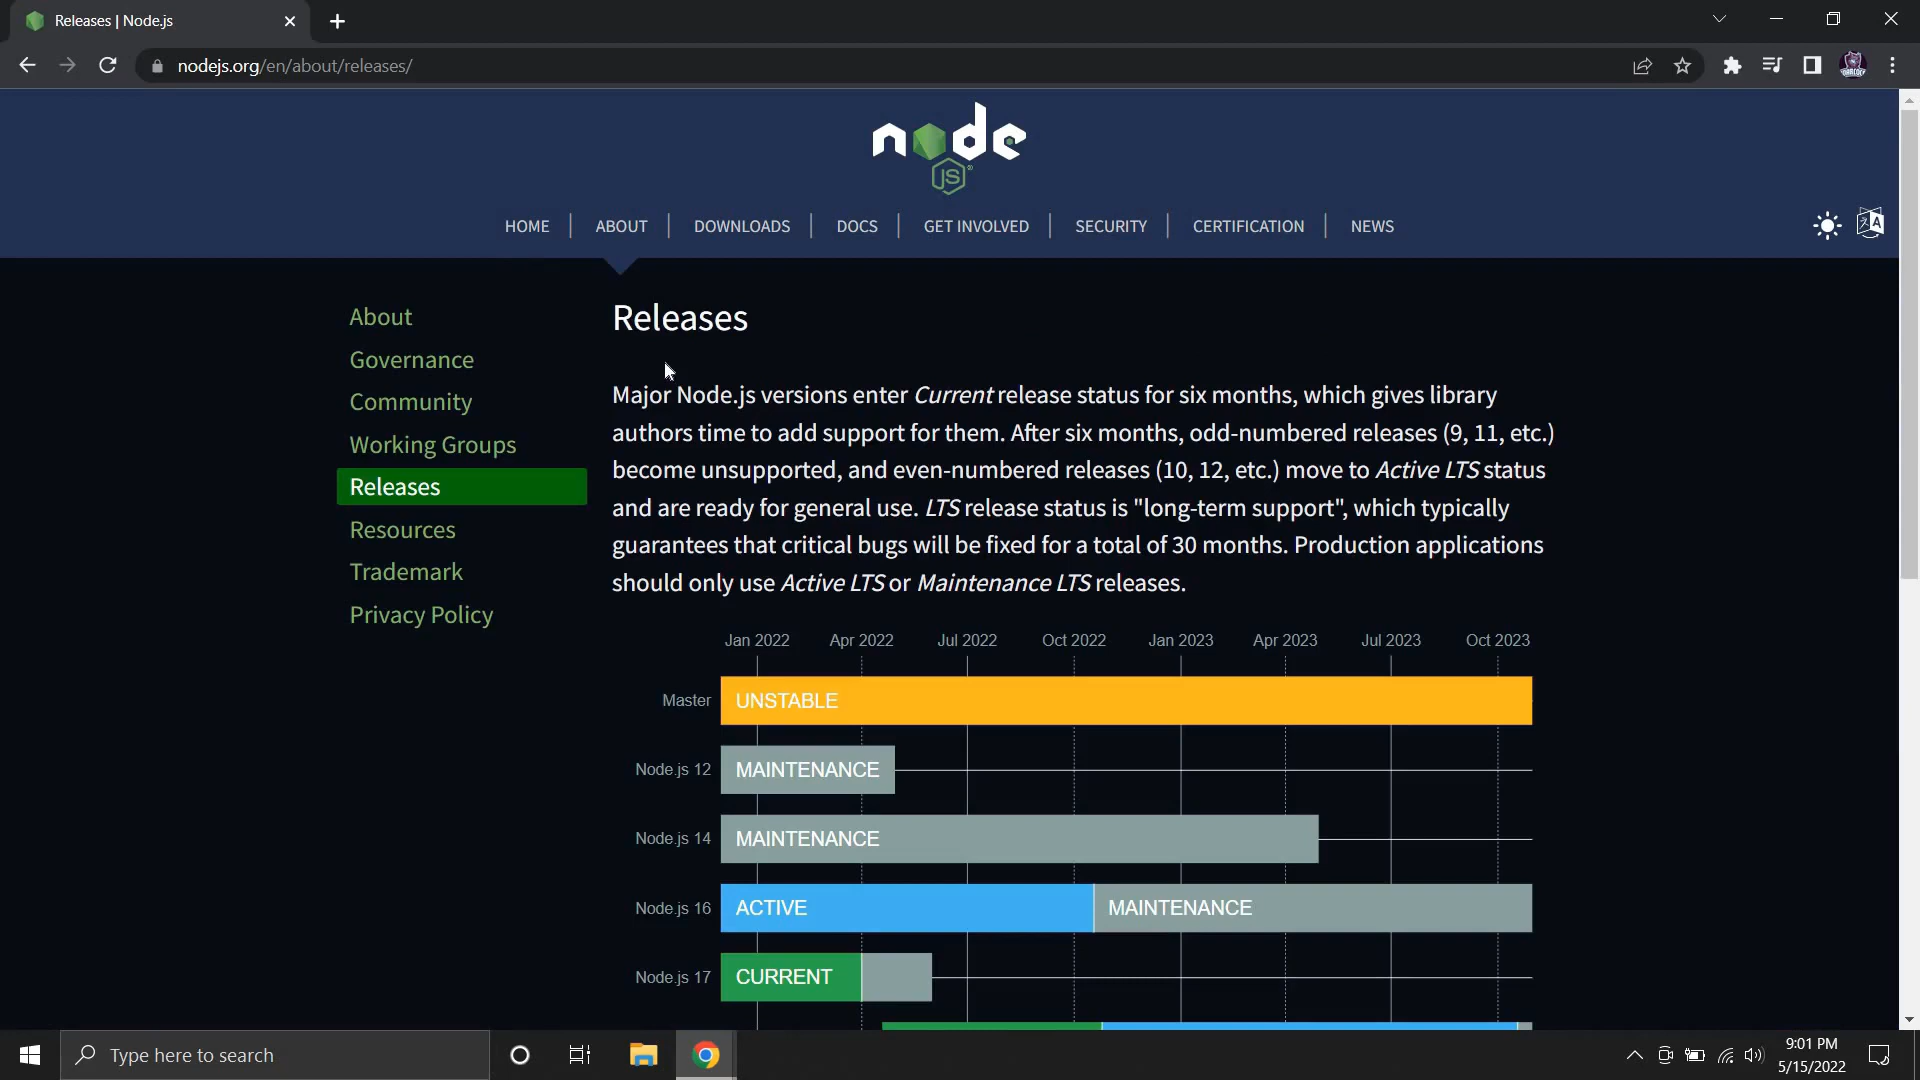 Releases | Node.js
nodejs.org/en/about/releases/
node
JS
HOME | ABOUT | DOWNLOADS | DOCS | GET INVOLVED | SECURITY | CERTIFICATION | NEWS
About
Governance
Community
Working Groups
Releases
Resources
Trademark
Privacy Policy
Releases
Major Node.js versions enter Current release status for six months, which gives library
authors time to add support for them. After six months, odd-numbered releases (9, 11, etc.)
become unsupported, and even-numbered releases (10, 12, etc.) move to Active LTS status
and are ready for general use. LTS release status is "long-term support", which typically
guarantees that critical bugs will be fixed for a total of 30 months. Production applications
should only use Active LTS or Maintenance LTS releases.
Jan 2022 Apr 2022 Jul 2022 Oct 2022 Jan 2023 Apr 2023 Jul 2023 Oct 2023
Master UNSTABLE
Node.js 12 MAINTENANCE
Node.js 14 MAINTENANCE
Node.js 16 ACTIVE MAINTENANCE
Node.js 17 CURRENT
Type here to search
9:01 PM
5/15/2022